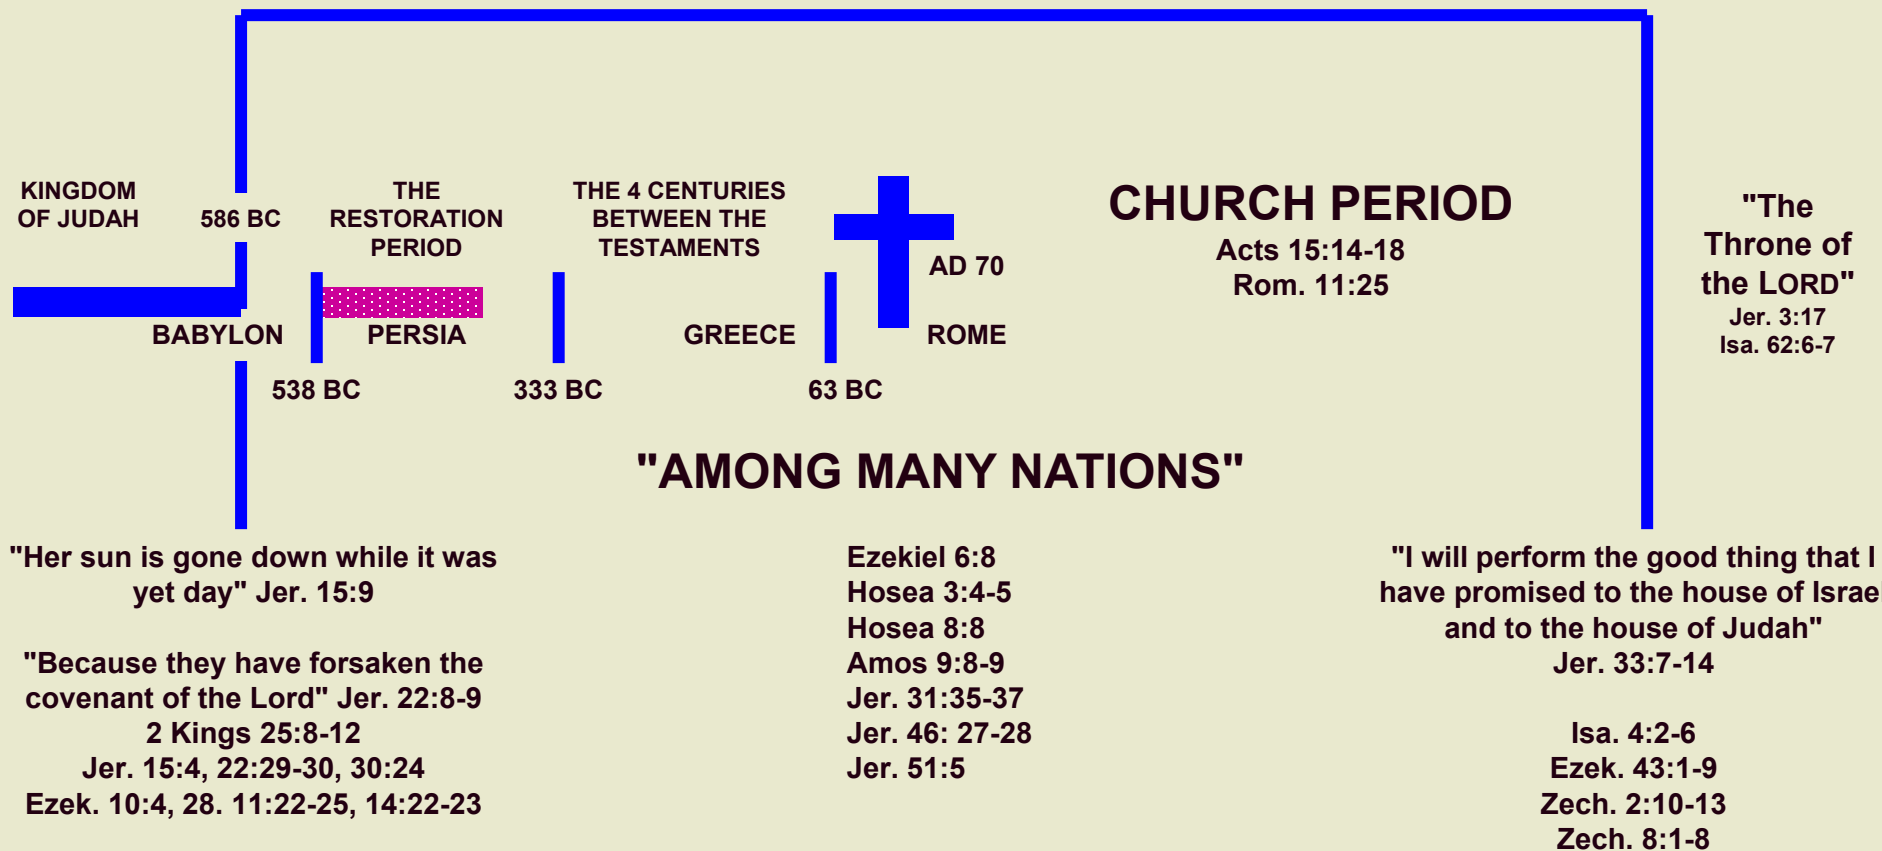 KINGDOM
OF JUDAH
586 BC
THE
RESTORATION
PERIOD
THE 4 CENTURIES
BETWEEN THE
TESTAMENTS
AD 70
CHURCH PERIOD
Acts 15:14-18
Rom. 11:25
"The
Throne of
the LORD"
Jer. 3:17
Isa. 62:6-7
BABYLON
PERSIA
GREECE
ROME
538 BC
333 BC
63 BC
"AMONG MANY NATIONS"
"Her sun is gone down while it was
yet day" Jer. 15:9
"Because they have forsaken the
covenant of the Lord" Jer. 22:8-9
2 Kings 25:8-12
Jer. 15:4, 22:29-30, 30:24
Ezek. 10:4, 28. 11:22-25, 14:22-23
Ezekiel 6:8
Hosea 3:4-5
Hosea 8:8
Amos 9:8-9
Jer. 31:35-37
Jer. 46: 27-28
Jer. 51:5
"I will perform the good thing that I
have promised to the house of Israel
and to the house of Judah"
Jer. 33:7-14
Isa. 4:2-6
Ezek. 43:1-9
Zech. 2:10-13
Zech. 8:1-8